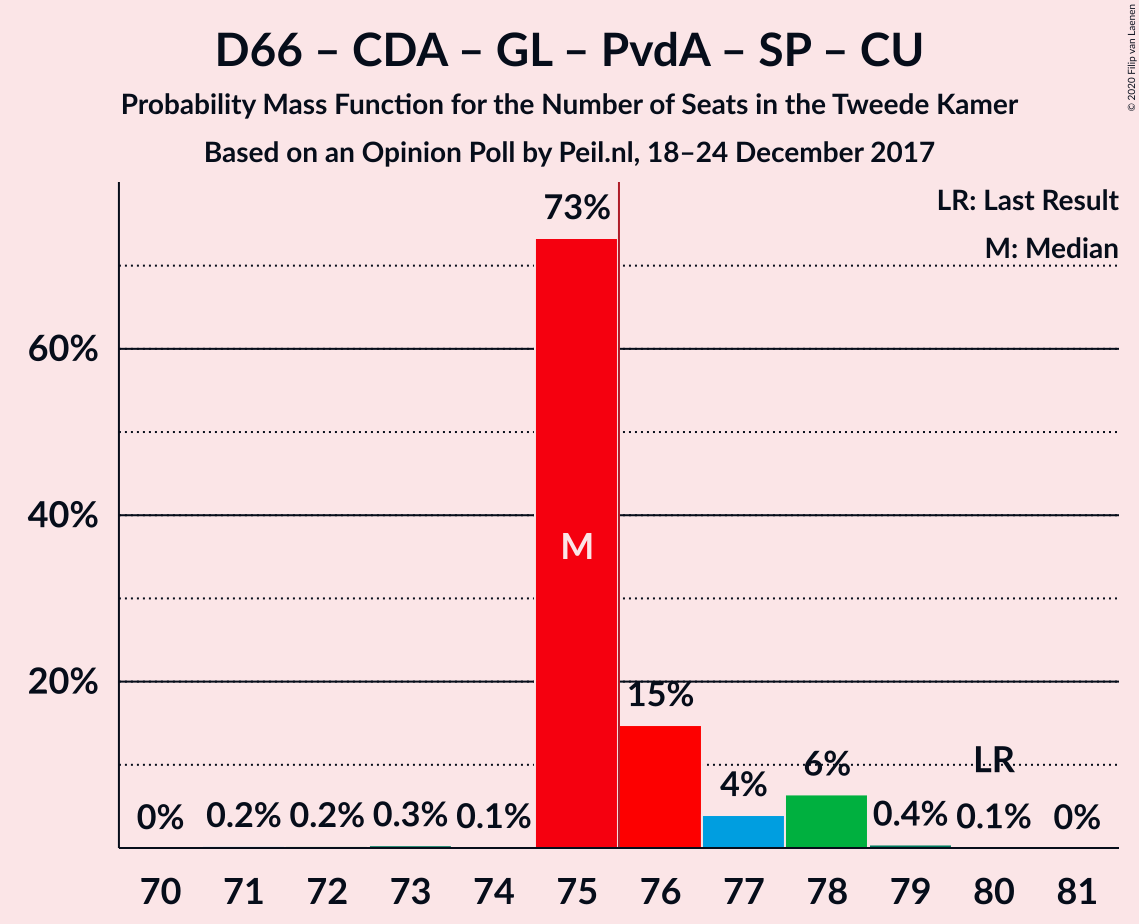 D66 – CDA – GL – PvdA – SP – CU
Probability Mass Function for the Number of Seats in the Tweede Kamer
Based on an Opinion Poll by Peil.nl, 18–24 December 2017
© 2020 Filip van Laenen
LR: Last Result
M: Median
60%
40%
20%
0%
0.2%
0.2%
0.3%
0.1%
73%
M
15%
4%
6%
0.4%
LR
0.1%
0%
70 71 72 73 74 75 76 77 78 79 80 81